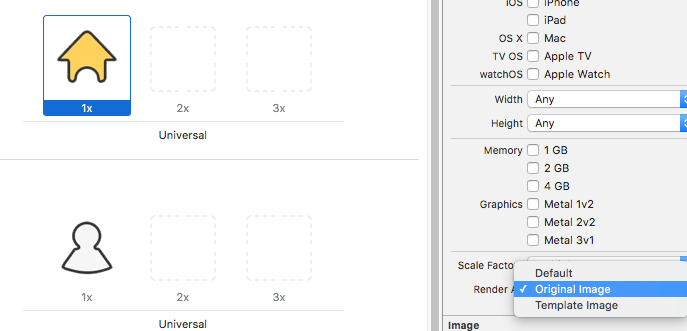 1x
2x
3x
Universal
1x
2x
3x
Universal
iOS
iPhone
iPad
OS X
Mac
TV OS
Apple TV
watchOS
Apple Watch
Width
Any
Height
Any
Memory
1 GB
2 GB
4 GB
Graphics
Metal 1v2
Metal 2v2
Metal 3v1
Scale Facto
Render A
Default
✓ Original Image
Template Image
Image